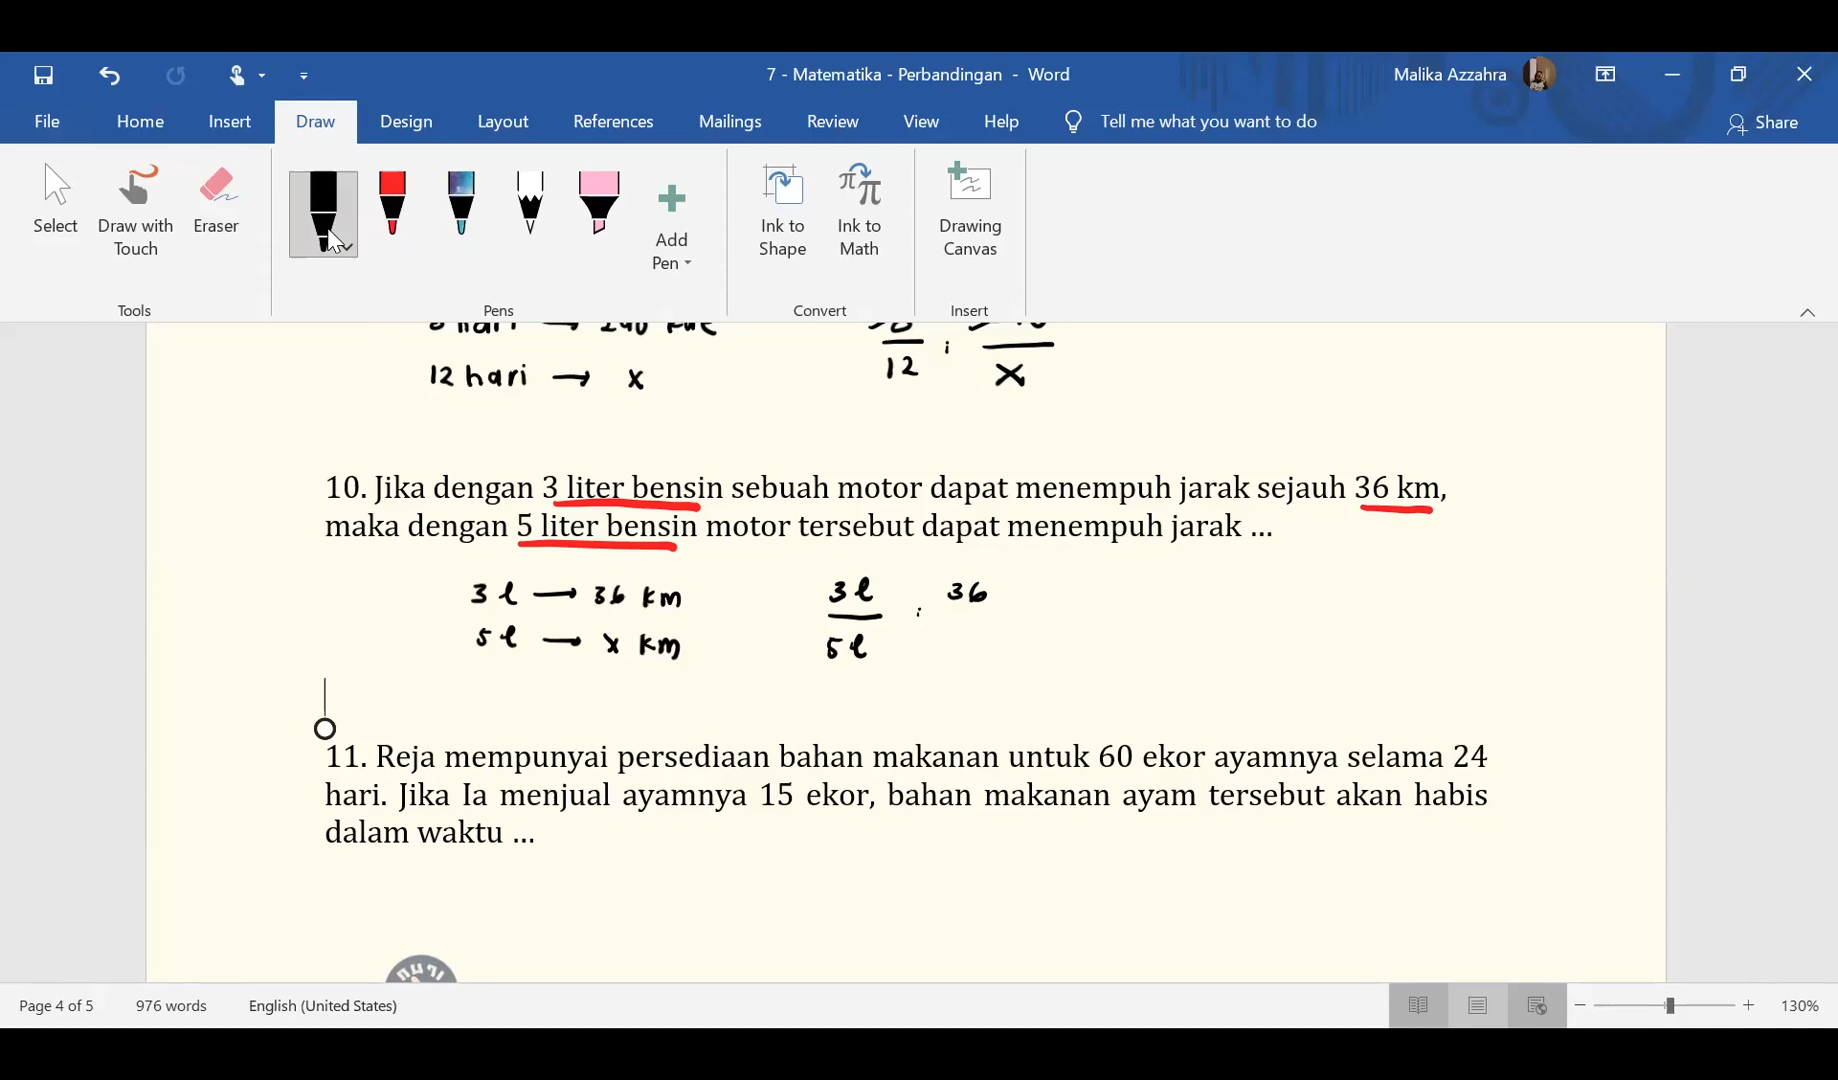 7 - Matematika - Perbandingan - Word
Malika Azzahra
File Home Insert Draw Design Layout References Mailings Review View Help Tell me what you want to do Share
Select
Draw with Touch
Eraser
Add Pen
Ink to Shape
Ink to Math
Drawing Canvas
Tools Pens Convert Insert
hari → 240 kue
12 hari → x
12 : x
10. Jika dengan 3 liter bensin sebuah motor dapat menempuh jarak sejauh 36 km,
maka dengan 5 liter bensin motor tersebut dapat menempuh jarak ...
3 l → 36 km
5 l → x km
3 l : 36
5 l
11. Reja mempunyai persediaan bahan makanan untuk 60 ekor ayamnya selama 24
hari. Jika Ia menjual ayamnya 15 ekor, bahan makanan ayam tersebut akan habis
dalam waktu ...
Page 4 of 5 976 words English (United States) 130%